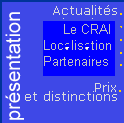 présentation
Actualités
Le CRAI
Localisation
Partenaires
Prix
et distinctions